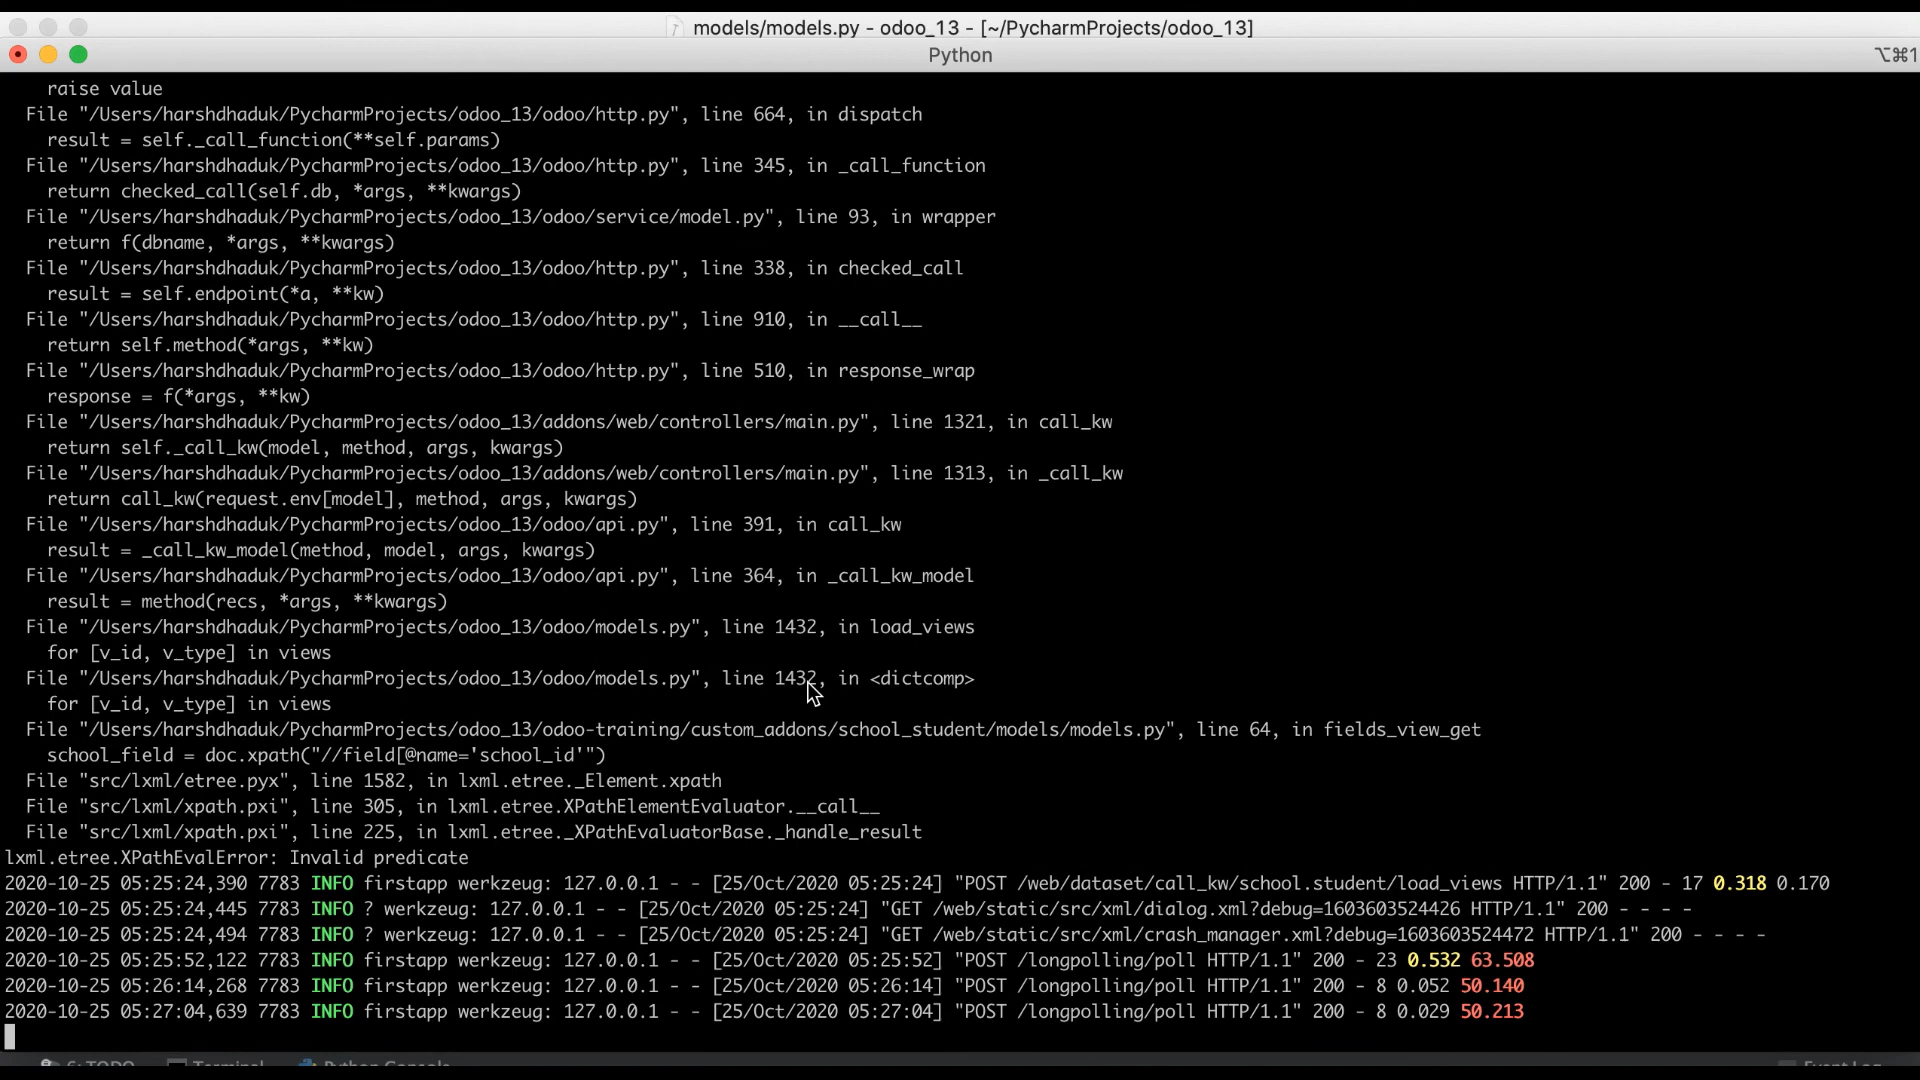 models/models.py - odoo_13 - [~/PycharmProjects/odoo_13]
Python
⌥⌘1
raise value
File "/Users/harshdhaduk/PycharmProjects/odoo_13/odoo/http.py", line 664, in dispatch
result = self._call_function(**self.params)
File "/Users/harshdhaduk/PycharmProjects/odoo_13/odoo/http.py", line 345, in _call_function
return checked_call(self.db, *args, **kwargs)
File "/Users/harshdhaduk/PycharmProjects/odoo_13/odoo/service/model.py", line 93, in wrapper
return f(dbname, *args, **kwargs)
File "/Users/harshdhaduk/PycharmProjects/odoo_13/odoo/http.py", line 338, in checked_call
result = self.endpoint(*a, **kw)
File "/Users/harshdhaduk/PycharmProjects/odoo_13/odoo/http.py", line 910, in __call__
return self.method(*args, **kw)
File "/Users/harshdhaduk/PycharmProjects/odoo_13/odoo/http.py", line 510, in response_wrap
response = f(*args, **kw)
File "/Users/harshdhaduk/PycharmProjects/odoo_13/addons/web/controllers/main.py", line 1321, in call_kw
return self._call_kw(model, method, args, kwargs)
File "/Users/harshdhaduk/PycharmProjects/odoo_13/addons/web/controllers/main.py", line 1313, in _call_kw
return call_kw(request.env[model], method, args, kwargs)
File "/Users/harshdhaduk/PycharmProjects/odoo_13/odoo/api.py", line 391, in call_kw
result = _call_kw_model(method, model, args, kwargs)
File "/Users/harshdhaduk/PycharmProjects/odoo_13/odoo/api.py", line 364, in _call_kw_model
result = method(recs, *args, **kwargs)
File "/Users/harshdhaduk/PycharmProjects/odoo_13/odoo/models.py", line 1432, in load_views
for [v_id, v_type] in views
File "/Users/harshdhaduk/PycharmProjects/odoo_13/odoo/models.py", line 1432, in <dictcomp>
for [v_id, v_type] in views
File "/Users/harshdhaduk/PycharmProjects/odoo_13/odoo-training/custom_addons/school_student/models/models.py", line 64, in fields_view_get
school_field = doc.xpath("//field[@name='school_id'")
File "src/lxml/etree.pyx", line 1582, in lxml.etree._Element.xpath
File "src/lxml/xpath.pxi", line 305, in lxml.etree.XPathElementEvaluator.__call__
File "src/lxml/xpath.pxi", line 225, in lxml.etree._XPathEvaluatorBase._handle_result
lxml.etree.XPathEvalError: Invalid predicate
2020-10-25 05:25:24,390 7783 INFO firstapp werkzeug: 127.0.0.1 - - [25/Oct/2020 05:25:24] "POST /web/dataset/call_kw/school.student/load_views HTTP/1.1" 200 - 17 0.318 0.170
2020-10-25 05:25:24,445 7783 INFO ? werkzeug: 127.0.0.1 - - [25/Oct/2020 05:25:24] "GET /web/static/src/xml/dialog.xml?debug=1603603524426 HTTP/1.1" 200 - - - -
2020-10-25 05:25:24,494 7783 INFO ? werkzeug: 127.0.0.1 - - [25/Oct/2020 05:25:24] "GET /web/static/src/xml/crash_manager.xml?debug=1603603524472 HTTP/1.1" 200 - - - -
2020-10-25 05:25:52,122 7783 INFO firstapp werkzeug: 127.0.0.1 - - [25/Oct/2020 05:25:52] "POST /longpolling/poll HTTP/1.1" 200 - 23 0.532 63.508
2020-10-25 05:26:14,268 7783 INFO firstapp werkzeug: 127.0.0.1 - - [25/Oct/2020 05:26:14] "POST /longpolling/poll HTTP/1.1" 200 - 8 0.052 50.140
2020-10-25 05:27:04,639 7783 INFO firstapp werkzeug: 127.0.0.1 - - [25/Oct/2020 05:27:04] "POST /longpolling/poll HTTP/1.1" 200 - 8 0.029 50.213
6: TODO Terminal Python Console Event Log